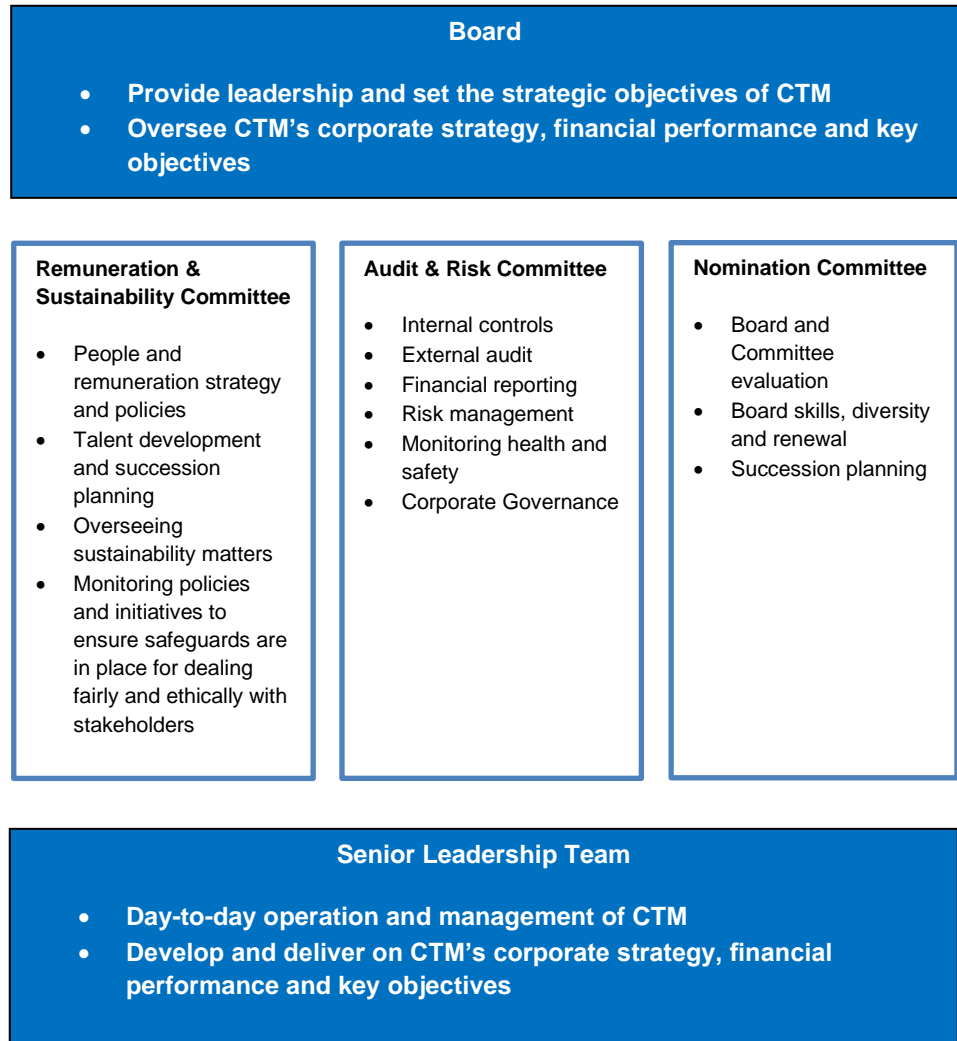 Board
• Provide leadership and set the strategic objectives of CTM
• Oversee CTM's corporate strategy, financial performance and key
objectives
Remuneration &
Sustainability Committee
• People and
remuneration strategy
and policies
• Talent development
and succession
planning
• Overseeing
sustainability matters
• Monitoring policies
and initiatives to
ensure safeguards are
in place for dealing
fairly and ethically with
stakeholders
Audit & Risk Committee
• Internal controls
• External audit
• Financial reporting
• Risk management
• Monitoring health and
safety
• Corporate Governance
Nomination Committee
• Board and
Committee
evaluation
• Board skills, diversity
and renewal
• Succession planning
Senior Leadership Team
• Day-to-day operation and management of CTM
• Develop and deliver on CTM's corporate strategy, financial
performance and key objectives